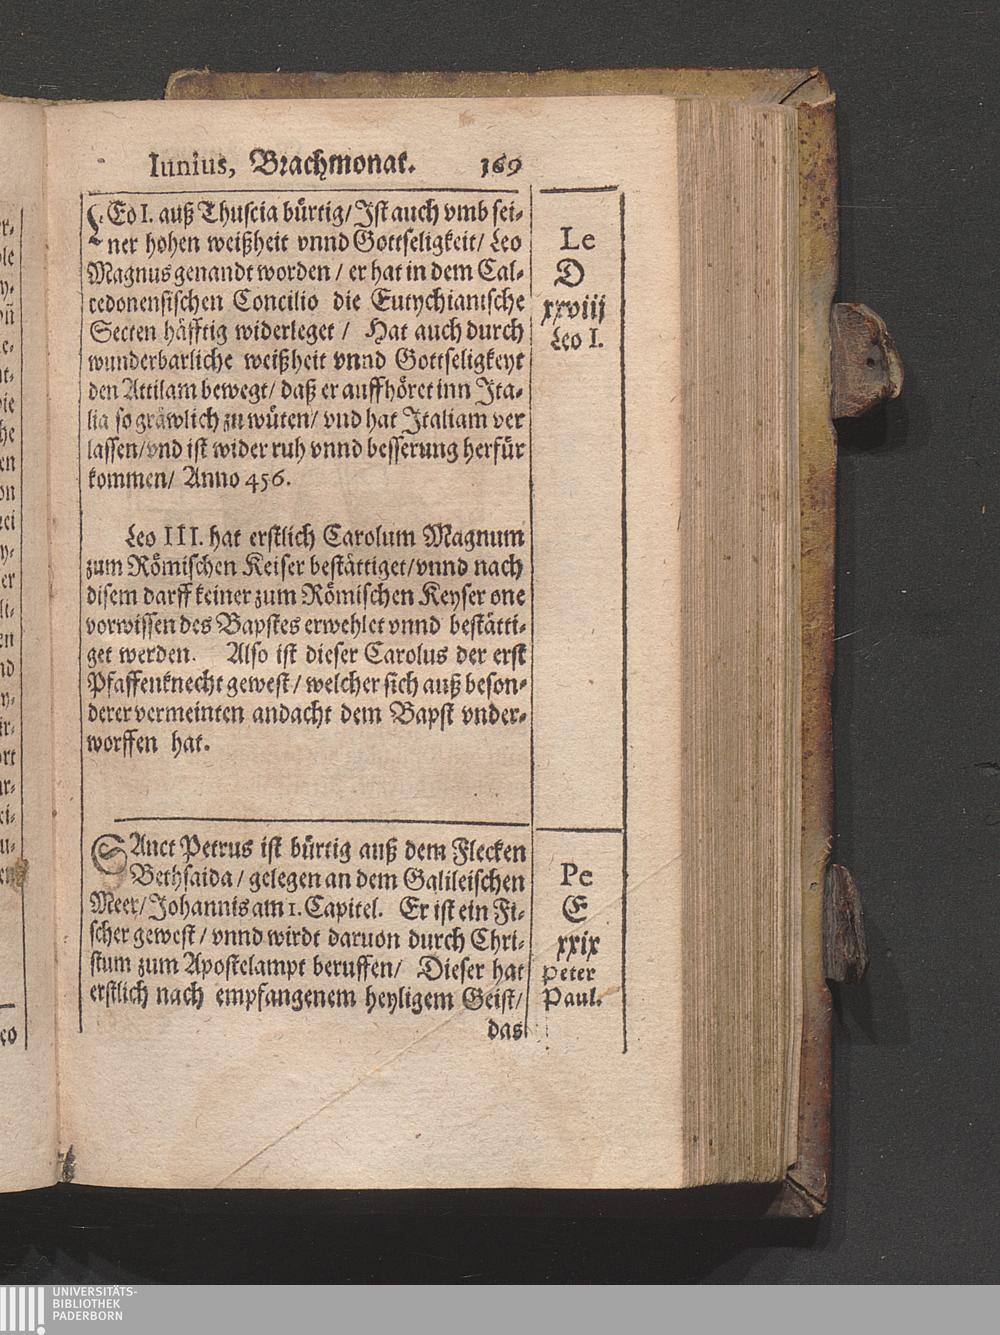 Iunius, Brachmonat. 169
LEo I. auß Thuscia bürtig/ Ist auch vmb sei-
ner hohen weißheit vnnd Gottseligkeit/ Leo
Magnus genandt worden / er hat in dem Cal-
cedonensischen Concilio die Eutychianische
Secten häfftig widerleget / Hat auch durch
wunderbarliche weißheit vnnd Gottseligkeyt
den Attilam bewegt/ daß er auffhöret inn Ita-
lia so gräwlich zu wüten/ vnd hat Italiam ver
lassen/ vnd ist wider ruh vnnd besserung herfür
kommen/ Anno 456.
Leo III. hat erstlich Carolum Magnum
zum Römischen Keiser bestättiget/ vnnd nach
disem darff keiner zum Römischen Keyser one
vorwissen des Bapstes erwehlet vnnd bestätti-
get werden. Also ist dieser Carolus der erst
Pfaffenknecht gewest / welcher sich auß beson-
derer vermeinten andacht dem Bapst vnder-
worffen hat.
Le
D
xxviij
Leo I.
SAnct Petrus ist bürtig auß dem Flecken
Bethsaida / gelegen an dem Galileischen
Meer/ Johannis am 1. Capitel. Er ist ein Fi-
scher gewest / vnnd wirdt daruon durch Chri-
stum zum Apostelampt beruffen/ Dieser hat
erstlich nach empfangenem heyligem Geist/
das
Pe
E
xxix
Peter
Paul.
UNIVERSITÄTS-
BIBLIOTHEK
PADERBORN